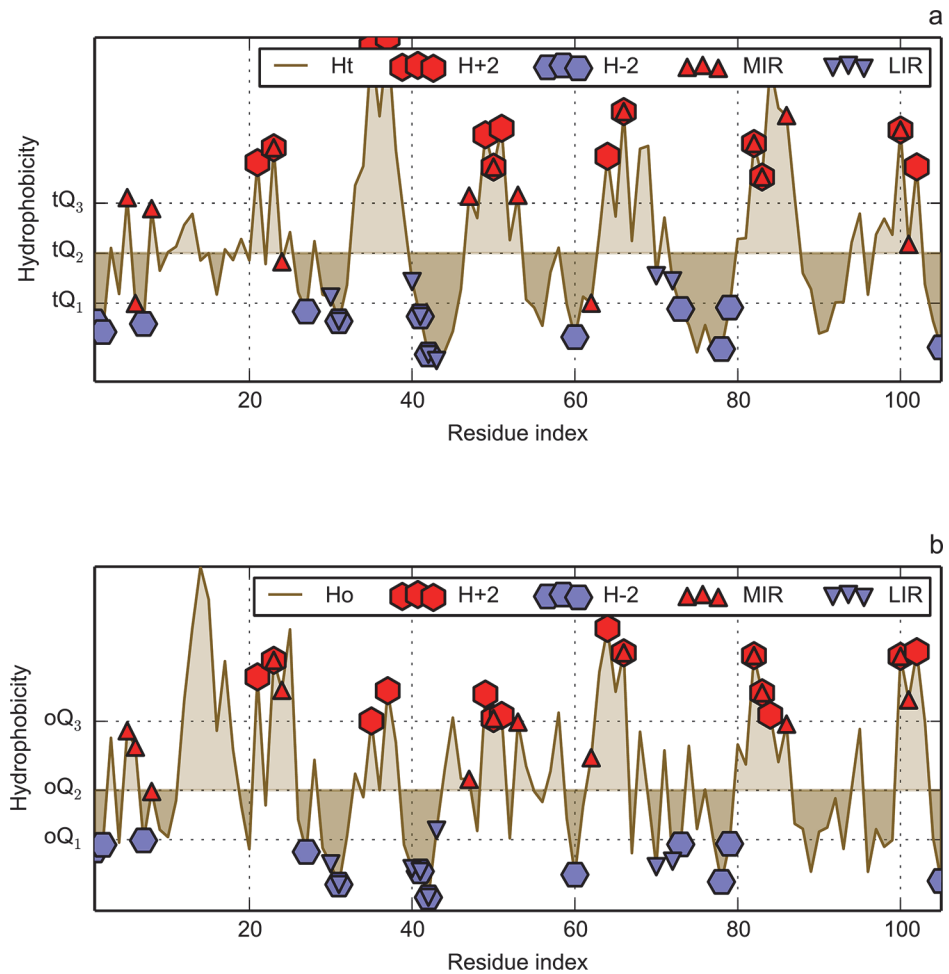 a
Ht H+2 H-2 MIR LIR
Hydrophobicity
tQ3
tQ2
tQ1
20 40 60 80 100
Residue index
b
Ho H+2 H-2 MIR LIR
Hydrophobicity
oQ3
oQ2
oQ1
20 40 60 80 100
Residue index